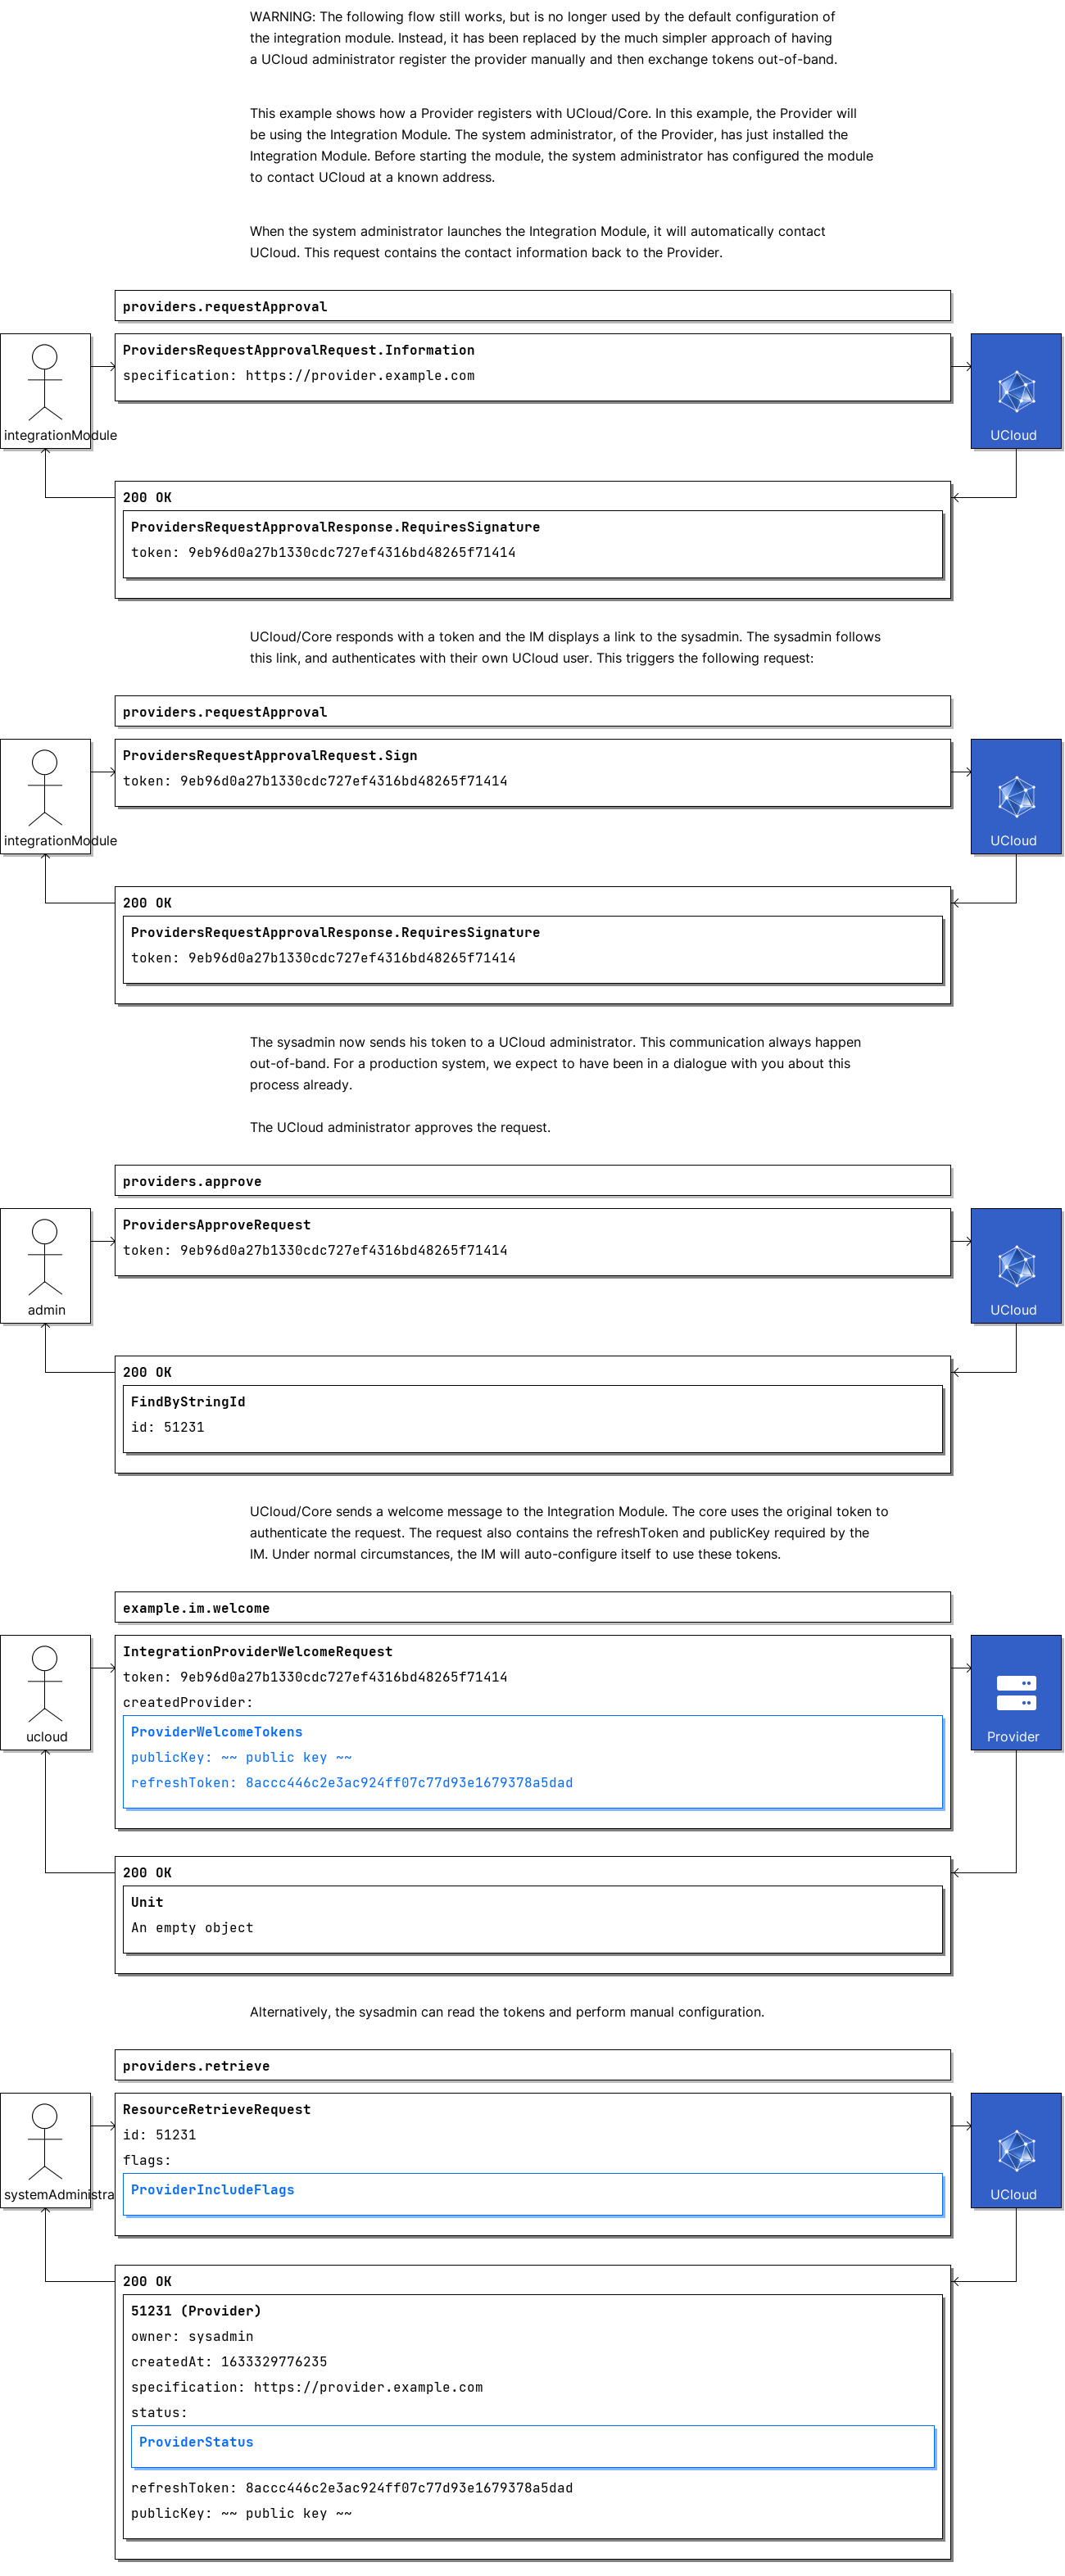 WARNING: The following flow still works, but is no longer used by the default configuration of
the integration module. Instead, it has been replaced by the much simpler approach of having
a UCloud administrator register the provider manually and then exchange tokens out-of-band.
This example shows how a Provider registers with UCloud/Core. In this example, the Provider will
be using the Integration Module. The system administrator, of the Provider, has just installed the
Integration Module. Before starting the module, the system administrator has configured the module
to contact UCloud at a known address.
When the system administrator launches the Integration Module, it will automatically contact
UCloud. This request contains the contact information back to the Provider.
providers.requestApproval
ProvidersRequestApprovalRequest.Information
specification: https://provider.example.com
integrationModule
UCloud
200 OK
ProvidersRequestApprovalResponse.RequiresSignature
token: 9eb96d0a27b1330cdc727ef4316bd48265f71414
UCloud/Core responds with a token and the IM displays a link to the sysadmin. The sysadmin follows
this link, and authenticates with their own UCloud user. This triggers the following request:
providers.requestApproval
ProvidersRequestApprovalRequest.Sign
token: 9eb96d0a27b1330cdc727ef4316bd48265f71414
integrationModule
UCloud
200 OK
ProvidersRequestApprovalResponse.RequiresSignature
token: 9eb96d0a27b1330cdc727ef4316bd48265f71414
The sysadmin now sends his token to a UCloud administrator. This communication always happen
out-of-band. For a production system, we expect to have been in a dialogue with you about this
process already.
The UCloud administrator approves the request.
providers.approve
ProvidersApproveRequest
token: 9eb96d0a27b1330cdc727ef4316bd48265f71414
admin
UCloud
200 OK
FindByStringId
id: 51231
UCloud/Core sends a welcome message to the Integration Module. The core uses the original token to
authenticate the request. The request also contains the refreshToken and publicKey required by the
IM. Under normal circumstances, the IM will auto-configure itself to use these tokens.
example.im.welcome
IntegrationProviderWelcomeRequest
token: 9eb96d0a27b1330cdc727ef4316bd48265f71414
createdProvider:
ProviderWelcomeTokens
publicKey: ~~ public key ~~
refreshToken: 8accc446c2e3ac924ff07c77d93e1679378a5dad
ucloud
Provider
200 OK
Unit
An empty object
Alternatively, the sysadmin can read the tokens and perform manual configuration.
providers.retrieve
ResourceRetrieveRequest
id: 51231
flags:
ProviderIncludeFlags
systemAdministra
UCloud
200 OK
51231 (Provider)
owner: sysadmin
createdAt: 1633329776235
specification: https://provider.example.com
status:
ProviderStatus
refreshToken: 8accc446c2e3ac924ff07c77d93e1679378a5dad
publicKey: ~~ public key ~~